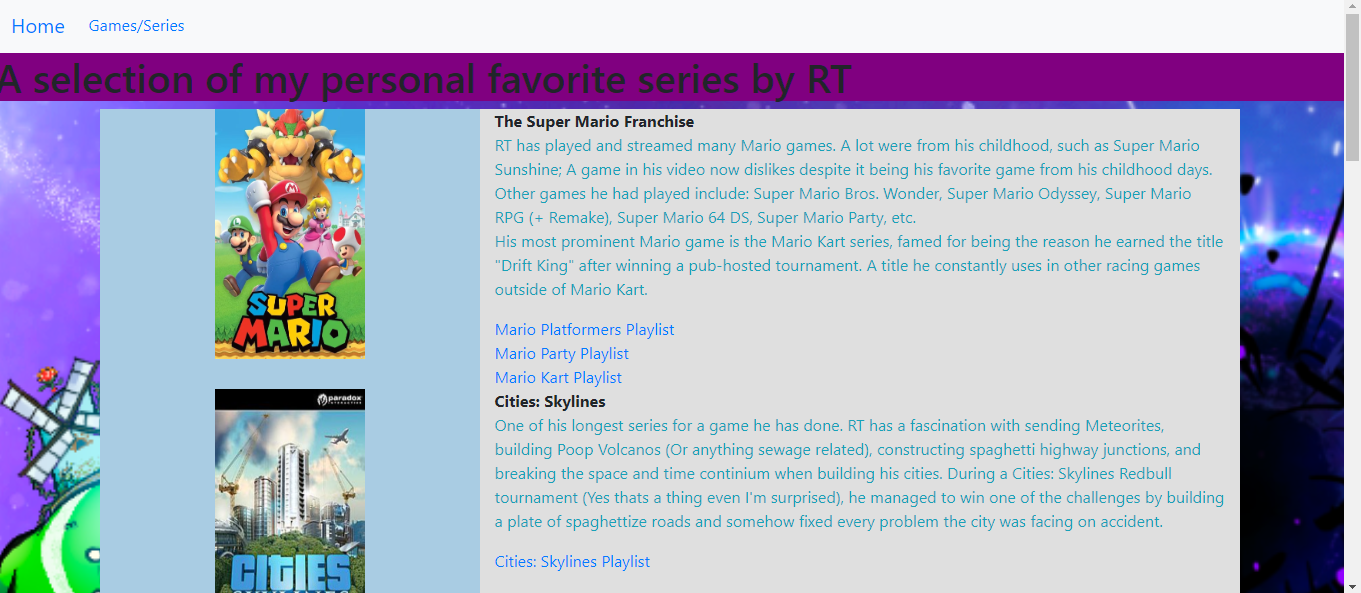 Home Games/Series
A selection of my personal favorite series by RT
SUPER
MARIO
The Super Mario Franchise
RT has played and streamed many Mario games. A lot were from his childhood, such as Super Mario
Sunshine; A game in his video now dislikes despite it being his favorite game from his childhood days.
Other games he had played include: Super Mario Bros. Wonder, Super Mario Odyssey, Super Mario
RPG (+ Remake), Super Mario 64 DS, Super Mario Party, etc.
His most prominent Mario game is the Mario Kart series, famed for being the reason he earned the title
"Drift King" after winning a pub-hosted tournament. A title he constantly uses in other racing games
outside of Mario Kart.
Mario Platformers Playlist
Mario Party Playlist
Mario Kart Playlist
paradox
CITIES
Cities: Skylines
One of his longest series for a game he has done. RT has a fascination with sending Meteorites,
building Poop Volcanos (Or anything sewage related), constructing spaghetti highway junctions, and
breaking the space and time continium when building his cities. During a Cities: Skylines Redbull
tournament (Yes thats a thing even I'm surprised), he managed to win one of the challenges by building
a plate of spaghettize roads and somehow fixed every problem the city was facing on accident.
Cities: Skylines Playlist